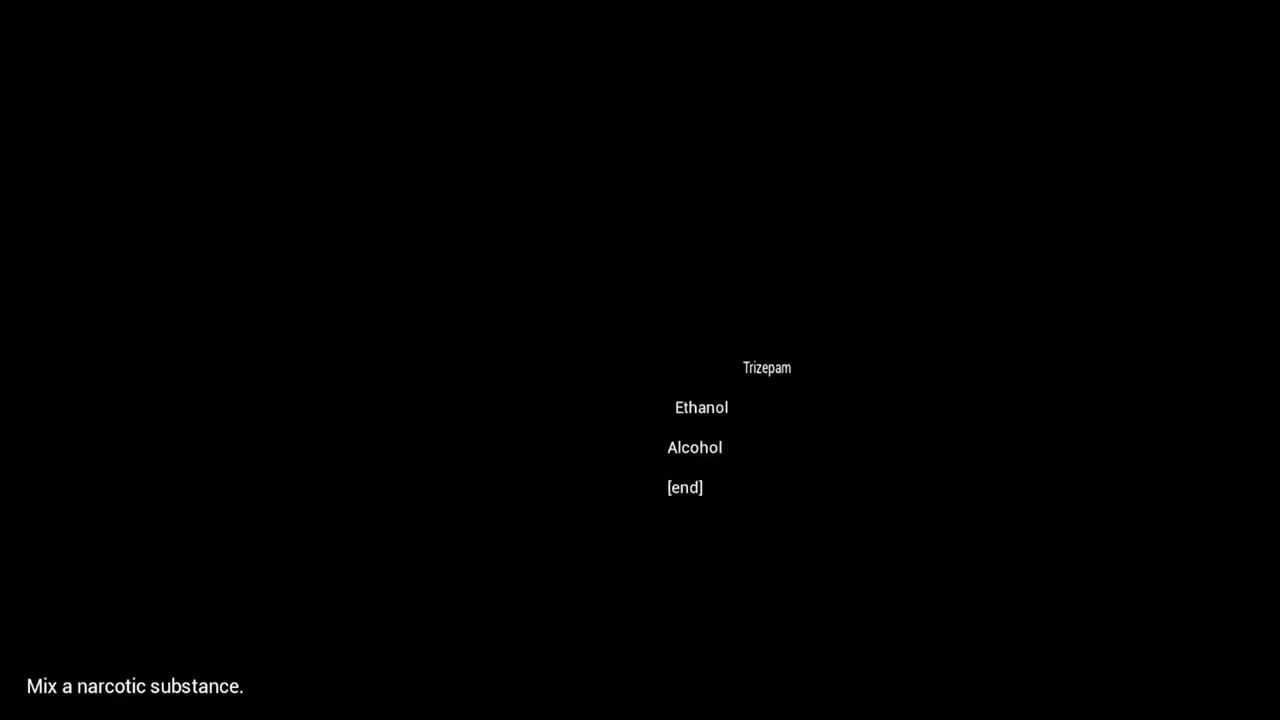 Trizepam
Ethanol
Alcohol
[end]
Mix a narcotic substance.